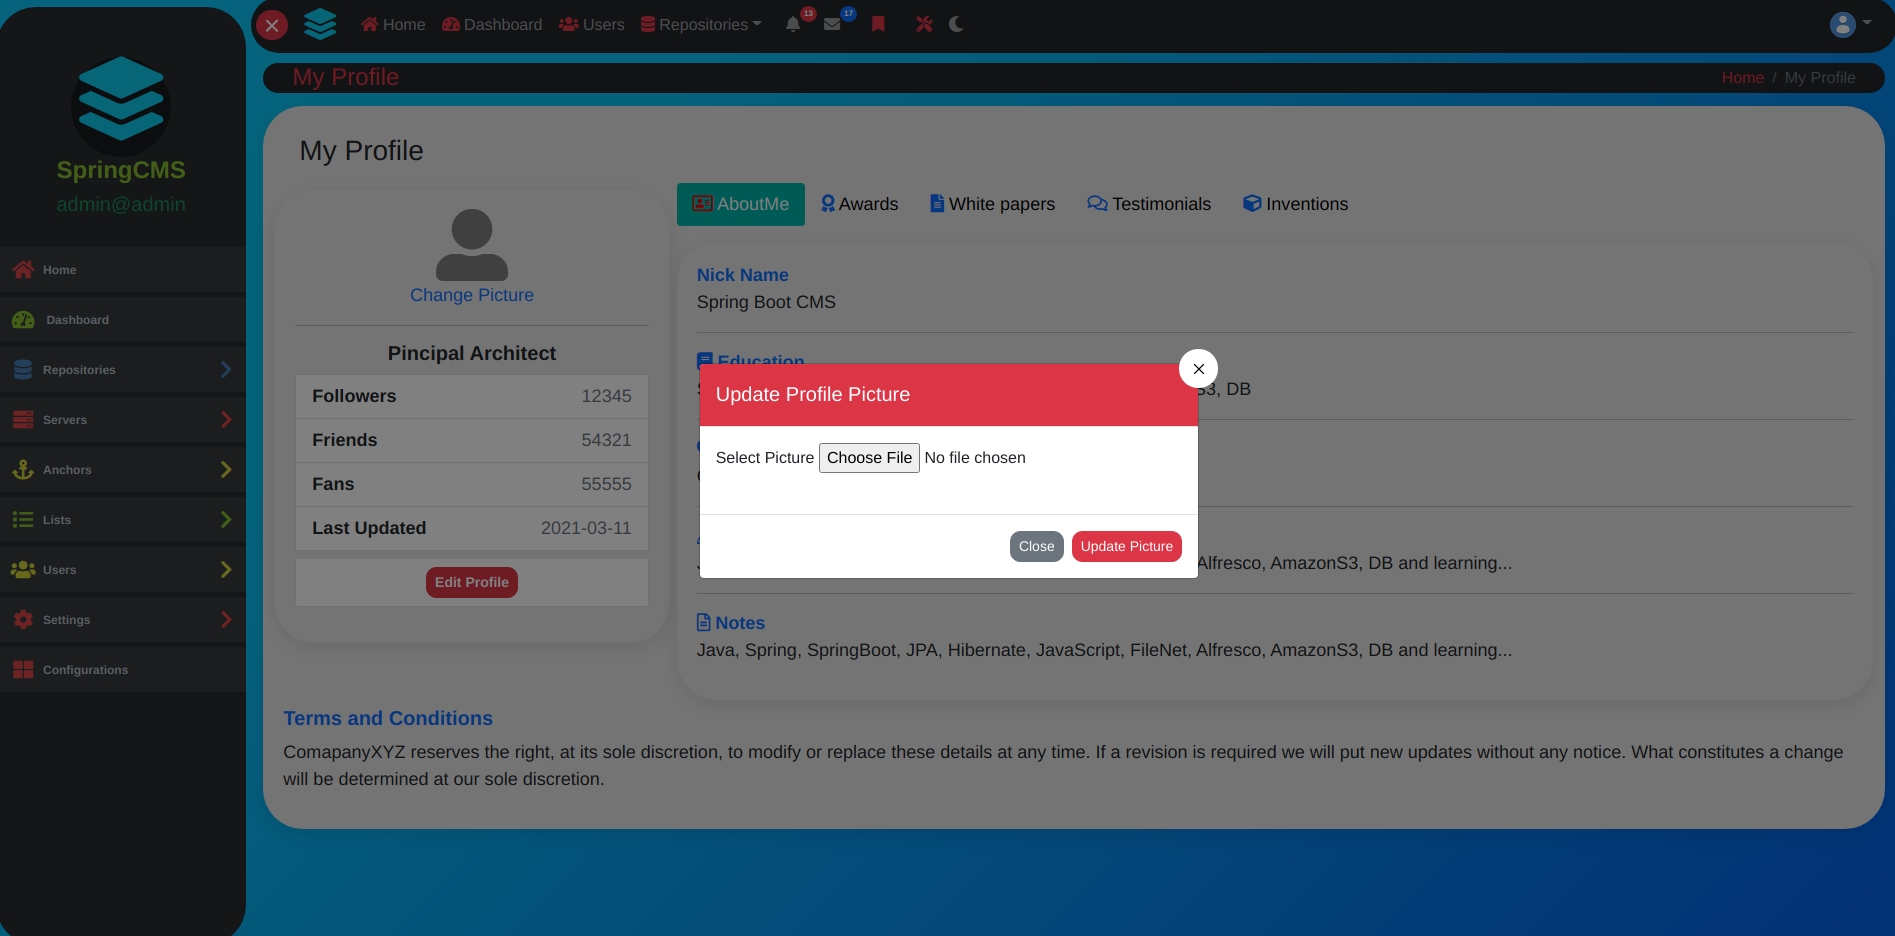 Home Dashboard Users Repositories 13 17
My Profile
Home / My Profile
SpringCMS
admin@admin
Home
Dashboard
Repositories
Servers
Anchors
Lists
Users
Settings
Configurations
My Profile
Change Picture
Pincipal Architect
Followers 12345
Friends 54321
Fans 55555
Last Updated 2021-03-11
Edit Profile
AboutMe Awards White papers Testimonials Inventions
Nick Name
Spring Boot CMS
Education
S3, DB
Update Profile Picture
Select Picture Choose File No file chosen
Close Update Picture
Alfresco, AmazonS3, DB and learning...
Notes
Java, Spring, SpringBoot, JPA, Hibernate, JavaScript, FileNet, Alfresco, AmazonS3, DB and learning...
Terms and Conditions
ComapanyXYZ reserves the right, at its sole discretion, to modify or replace these details at any time. If a revision is required we will put new updates without any notice. What constitutes a change
will be determined at our sole discretion.